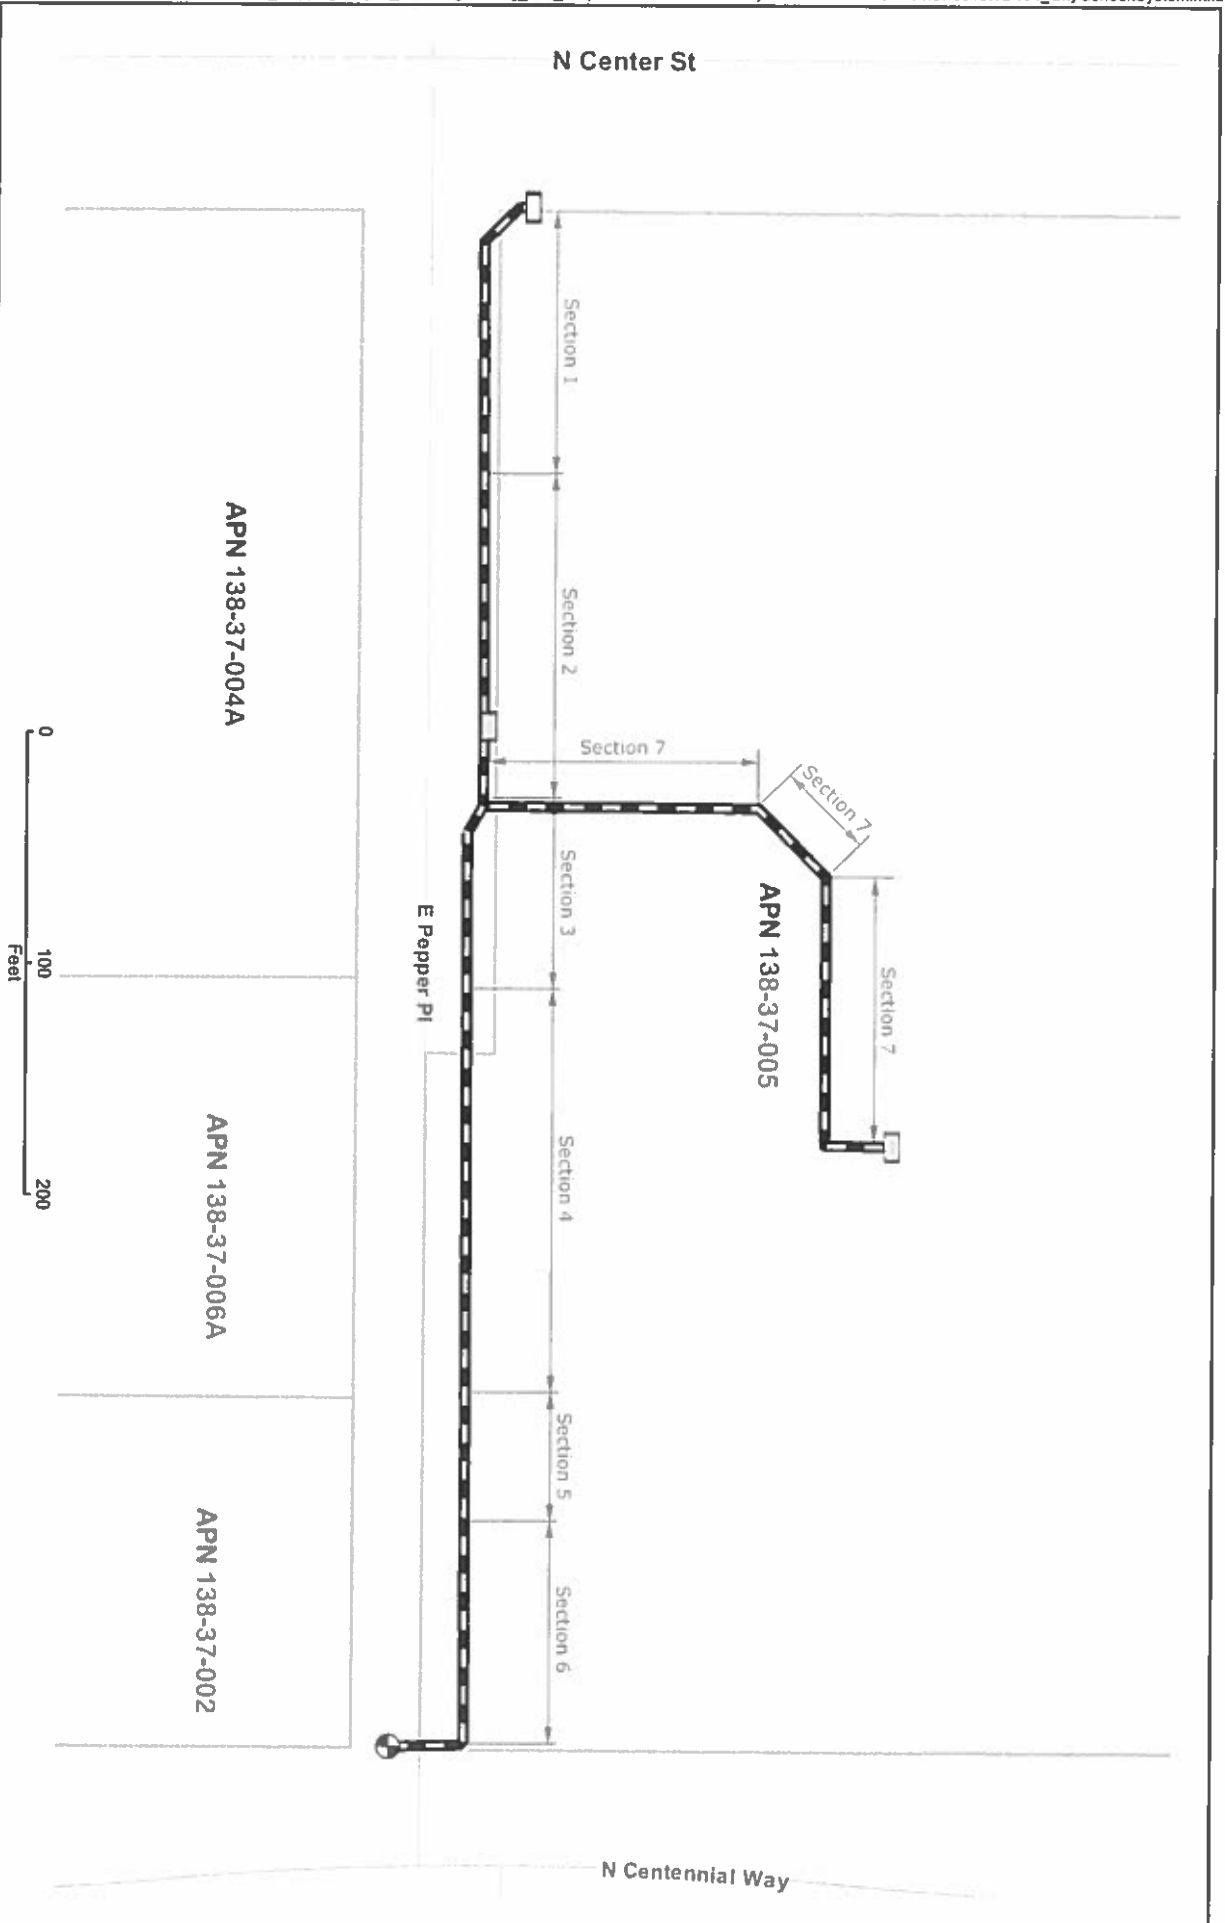 N Center St
Section 1
Section 2
Section 7
Section 7
Section 3
Section 7
Section 4
Section 5
Section 6
APN 138-37-005
E Pepper Pl
APN 138-37-004A
APN 138-37-006A
APN 138-37-002
0
100
200
Feet
N Centennial Way